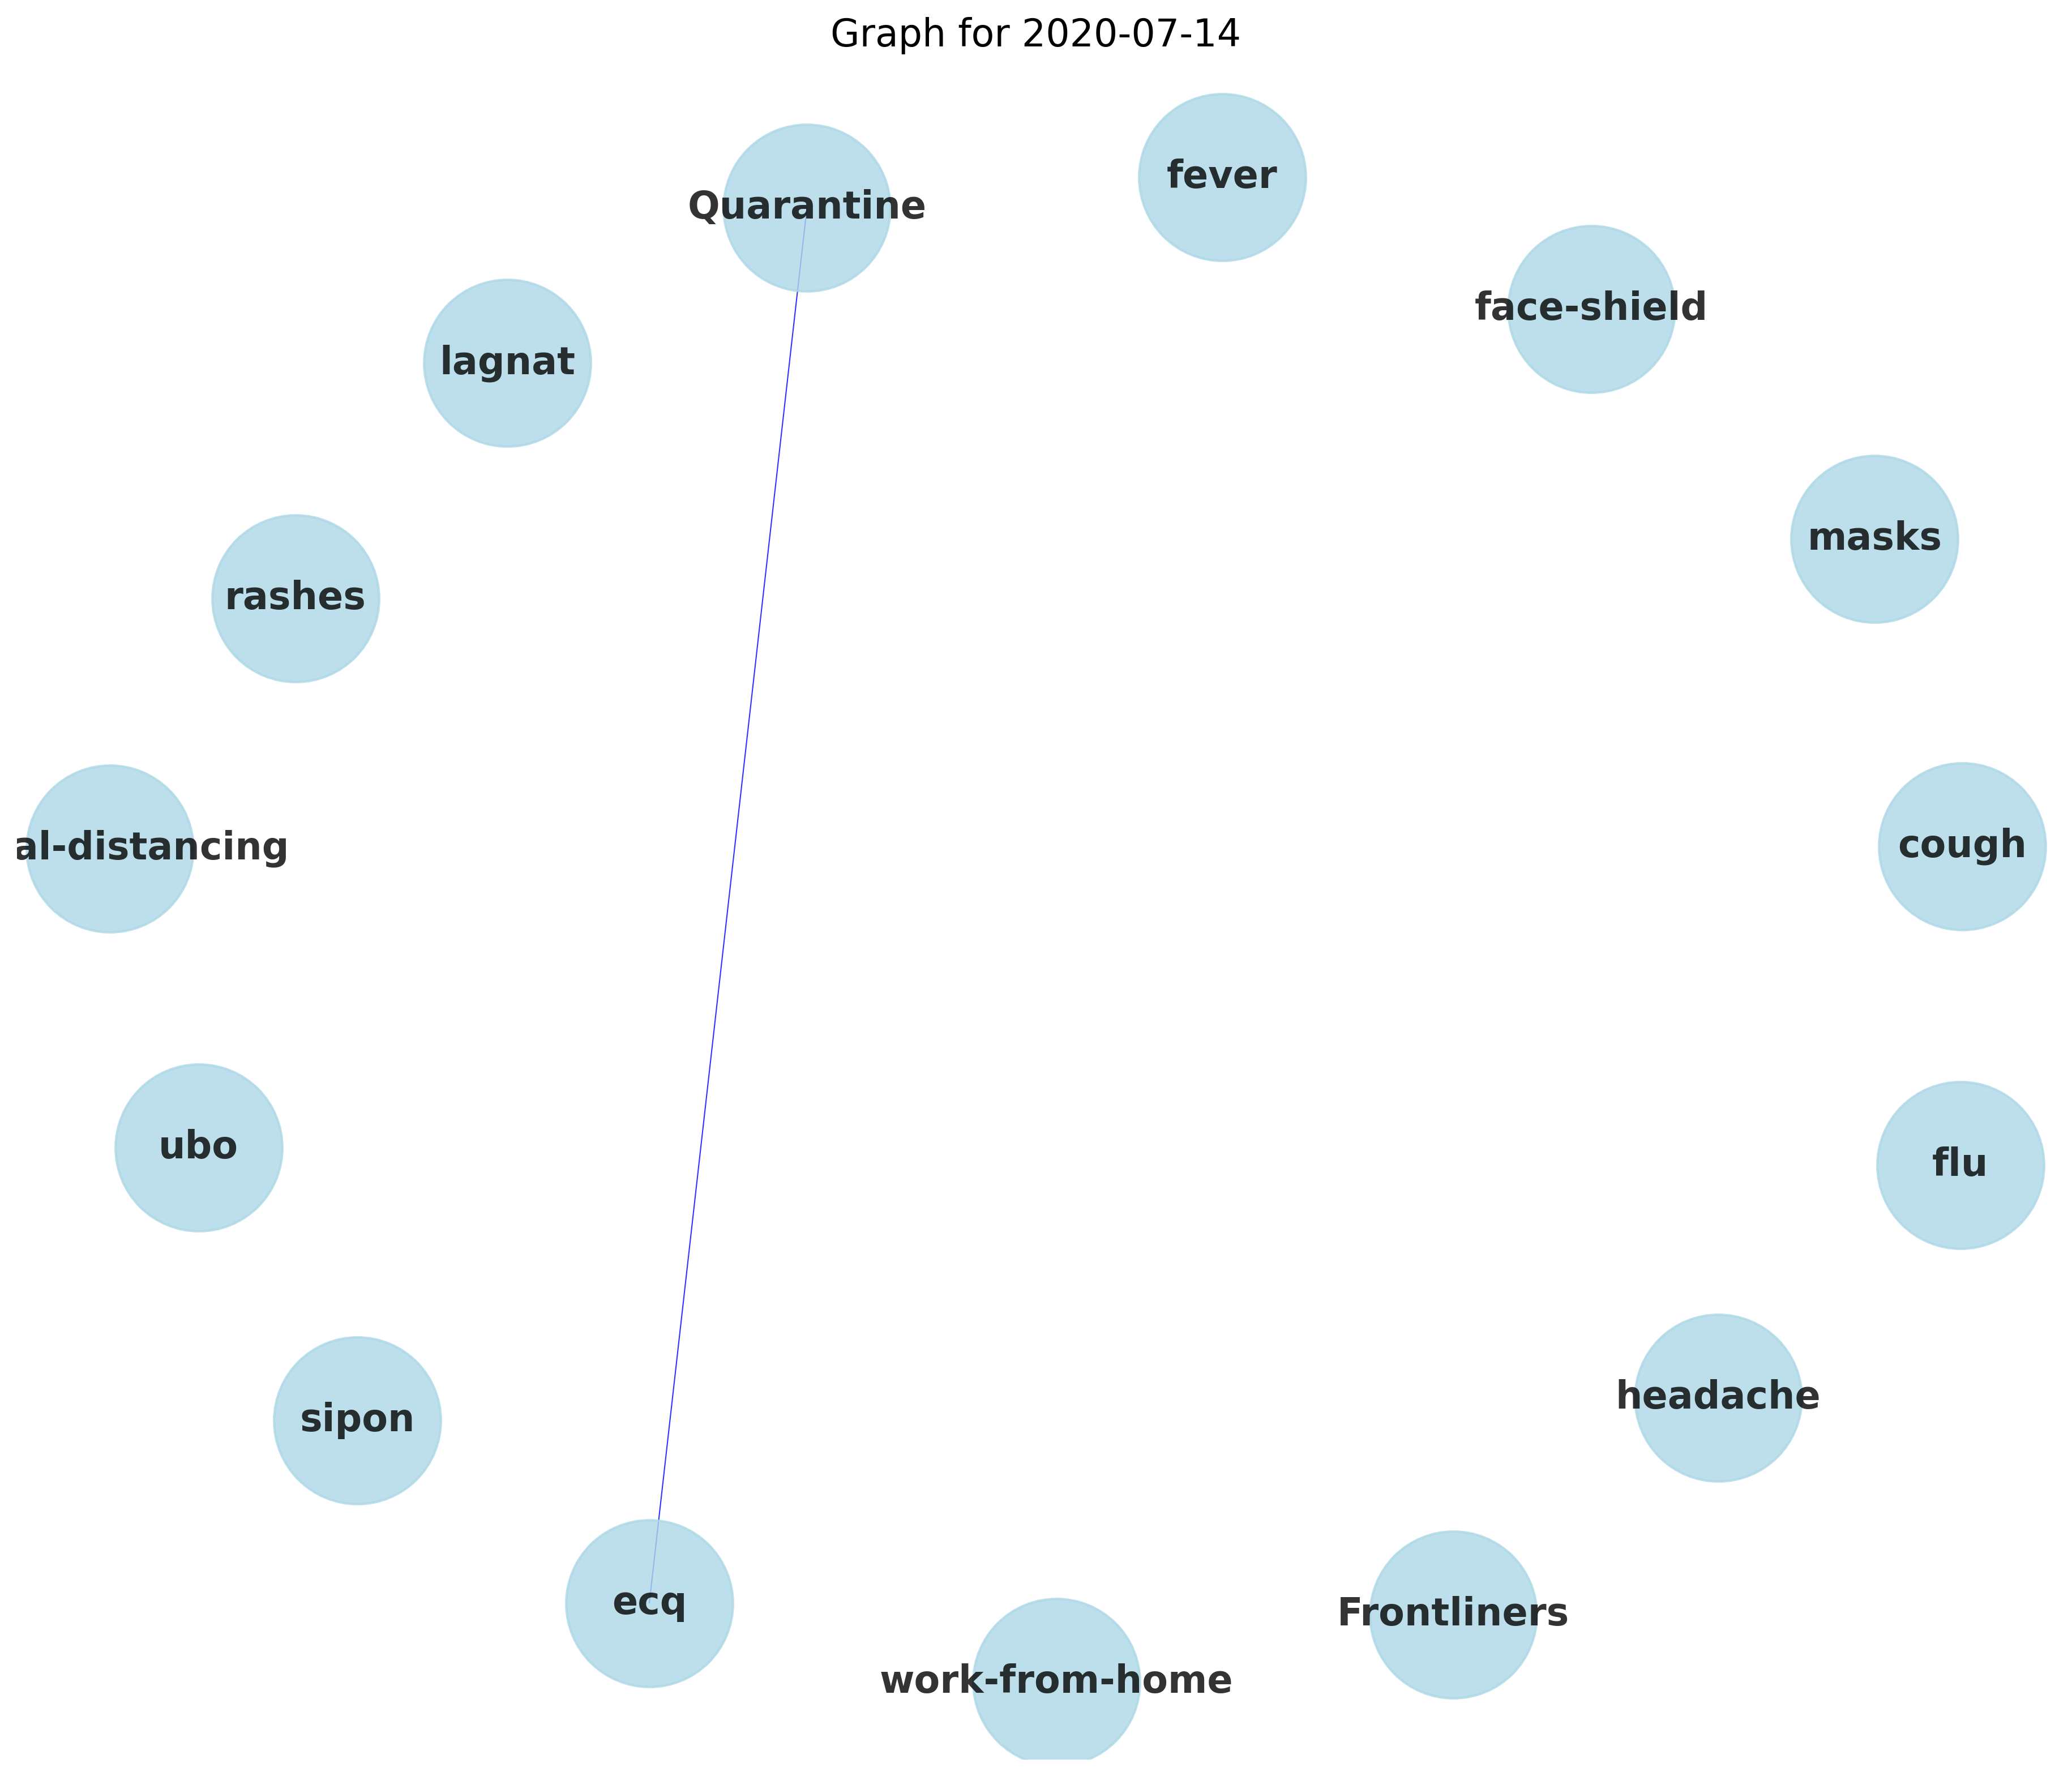 Graph for 2020-07-14
fever
Quarantine
face-shield
lagnat
masks
rashes
al-distancing
cough
ubo
flu
headache
sipon
ecq
Frontliners
work-from-home